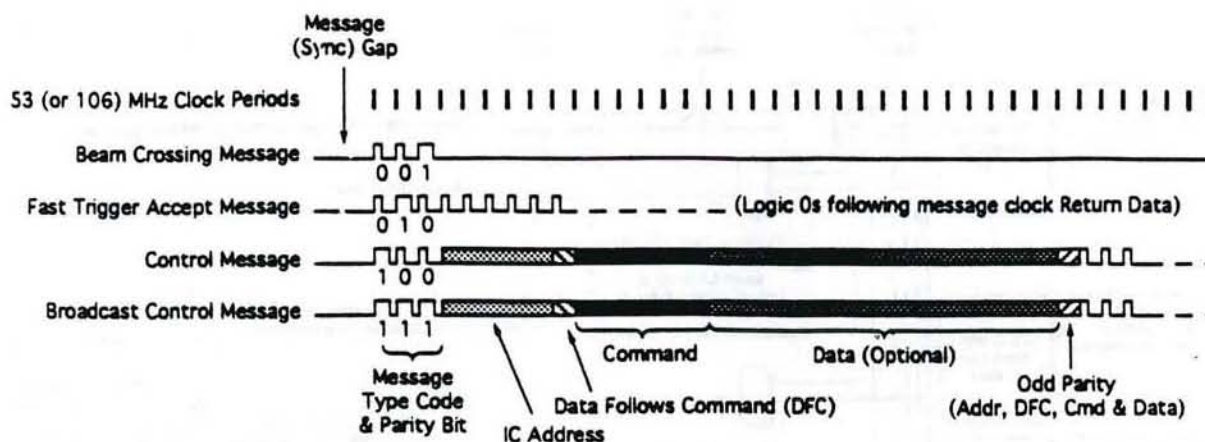 Message
(Sync) Gap
53 (or 106) MHz Clock Periods
Beam Crossing Message
0 0 1
Fast Trigger Accept Message
(Logic 0s following message clock Return Data)
0 1 0
Control Message
1 0 0
Broadcast Control Message
1 1 1
Command
Data (Optional)
Message
Type Code
& Parity Bit
IC Address
Data Follows Command (DFC)
Odd Parity
(Addr, DFC, Cmd & Data)